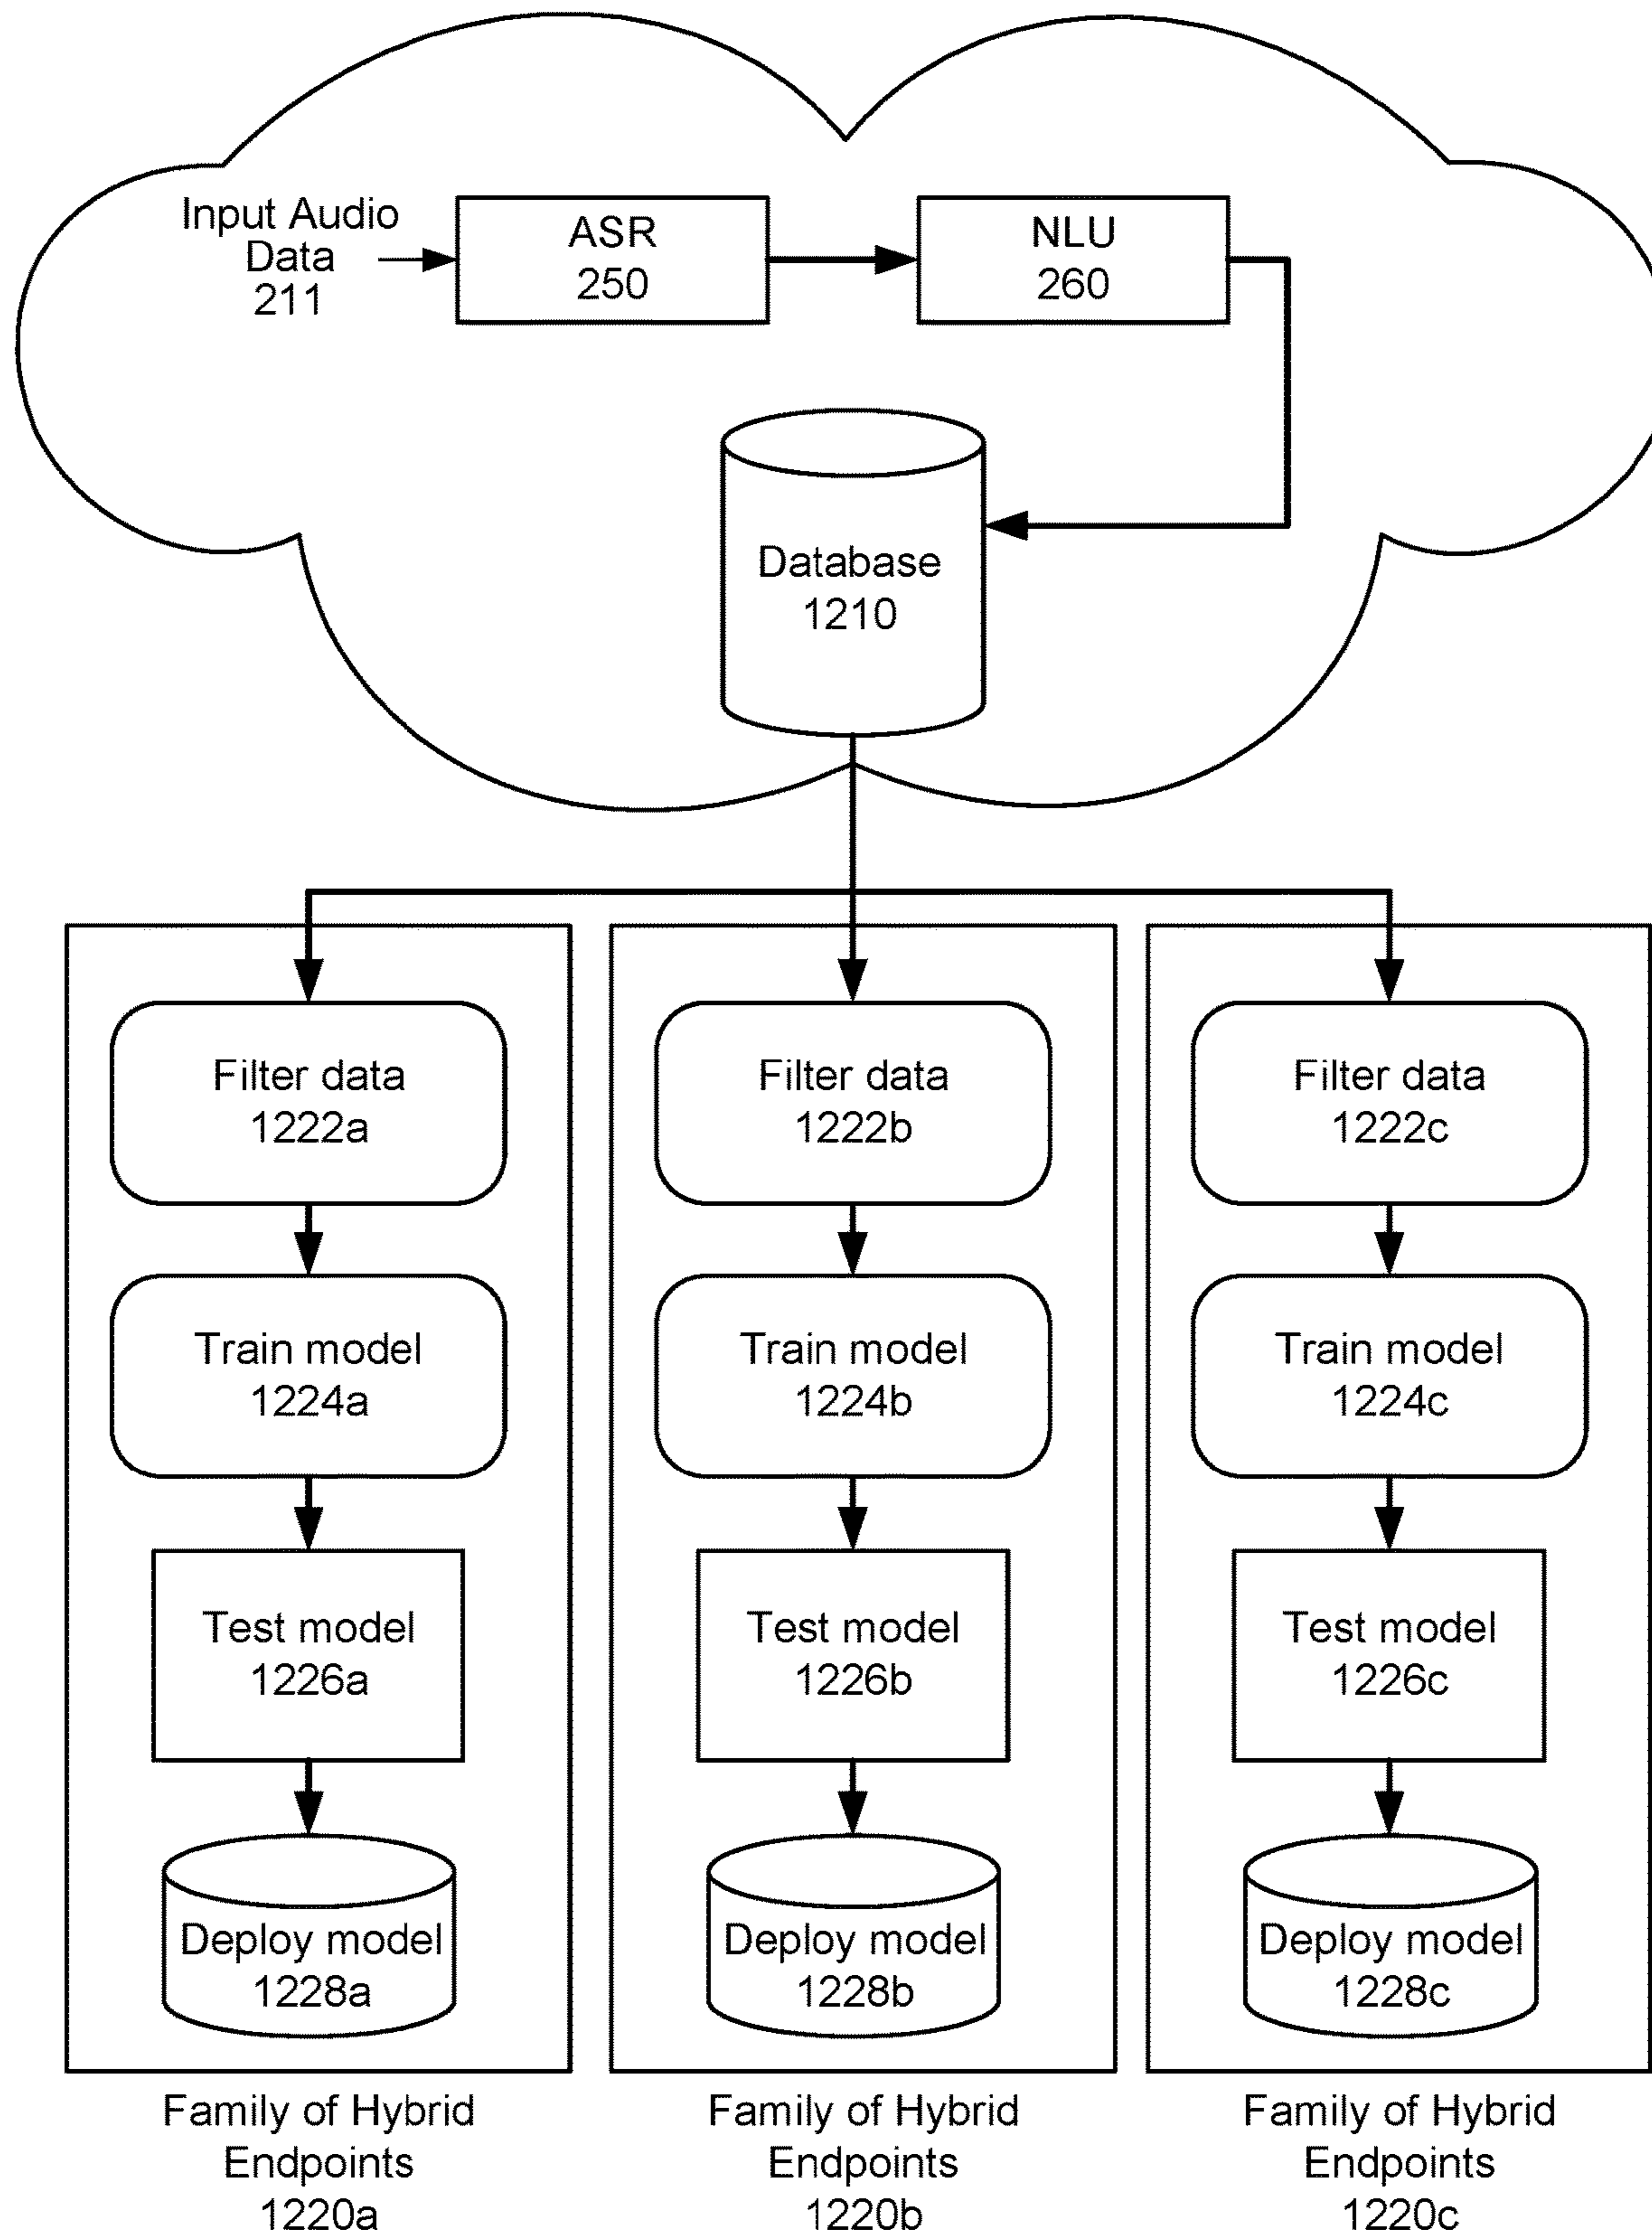 Input Audio
Data
211
ASR
250
NLU
260
Database
1210
Filter data
1222a
Train model
1224a
Test model
1226a
Deploy model
1228a
Family of Hybrid
Endpoints
1220a
Filter data
1222b
Train model
1224b
Test model
1226b
Deploy model
1228b
Family of Hybrid
Endpoints
1220b
Filter data
1222c
Train model
1224c
Test model
1226c
Deploy model
1228c
Family of Hybrid
Endpoints
1220c